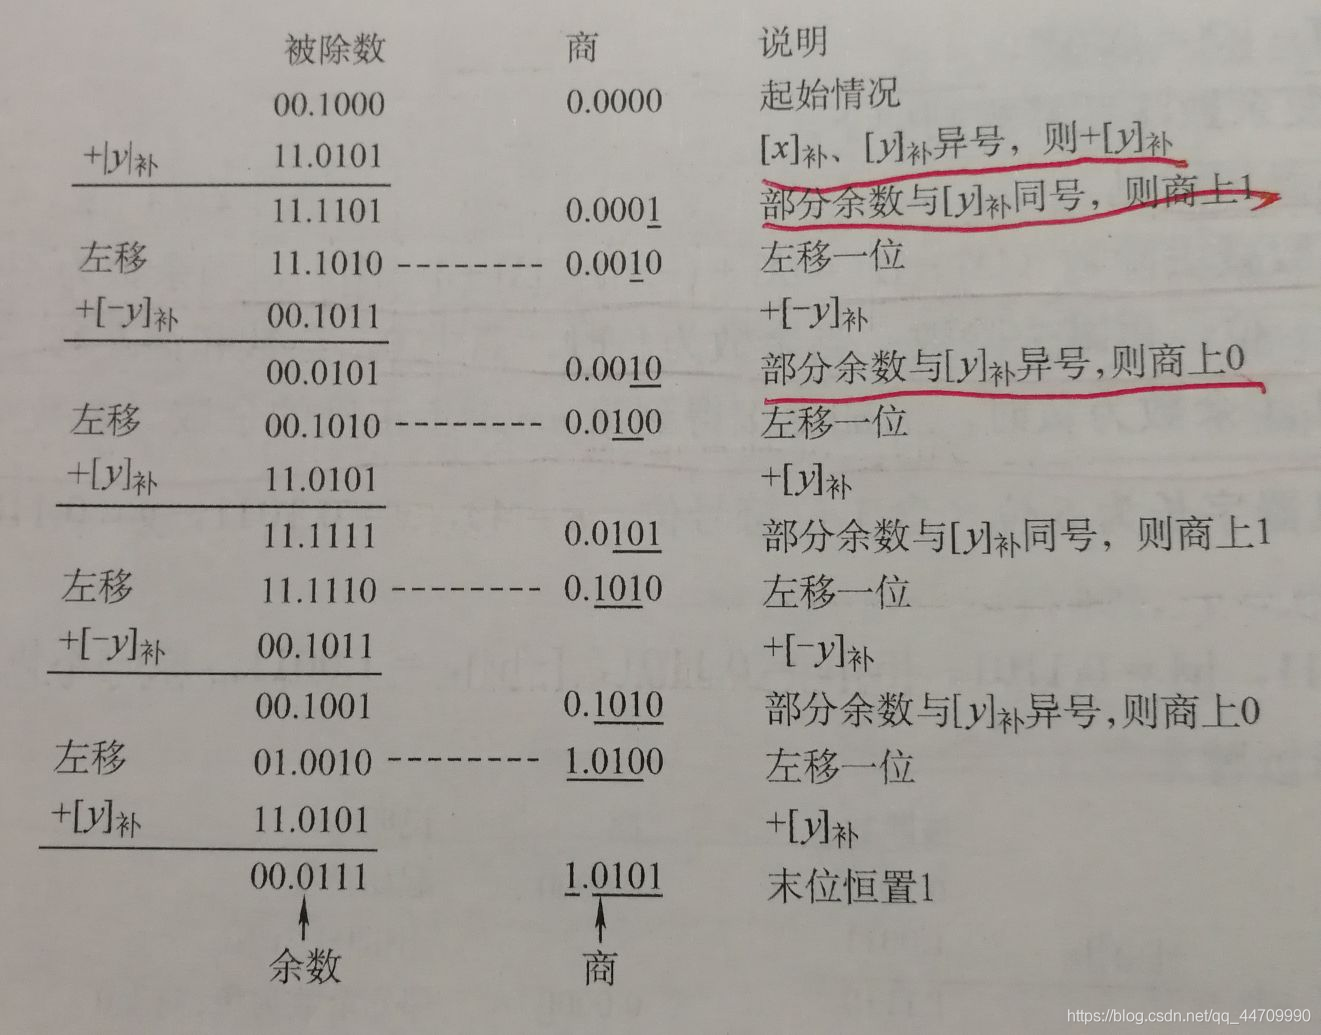 被除数 商 说明
00.1000 0.0000 起始情况
+|y|补 11.0101 [x]补、[y]补异号，则+[y]补
11.1101 0.0001 部分余数与[y]补同号，则商上1
左移 11.1010 -------- 0.0010 左移一位
+[-y]补 00.1011 +[-y]补
00.0101 0.0010 部分余数与[y]补异号,则商上0
左移 00.1010 -------- 0.0100 左移一位
+[y]补 11.0101 +[y]补
11.1111 0.0101 部分余数与[y]补同号，则商上1
左移 11.1110 -------- 0.1010 左移一位
+[-y]补 00.1011 +[-y]补
00.1001 0.1010 部分余数与[y]补异号,则商上0
左移 01.0010 -------- 1.0100 左移一位
+[y]补 11.0101 +[y]补
00.0111 1.0101 末位恒置1
余数 商
https://blog.csdn.net/qq_44709990